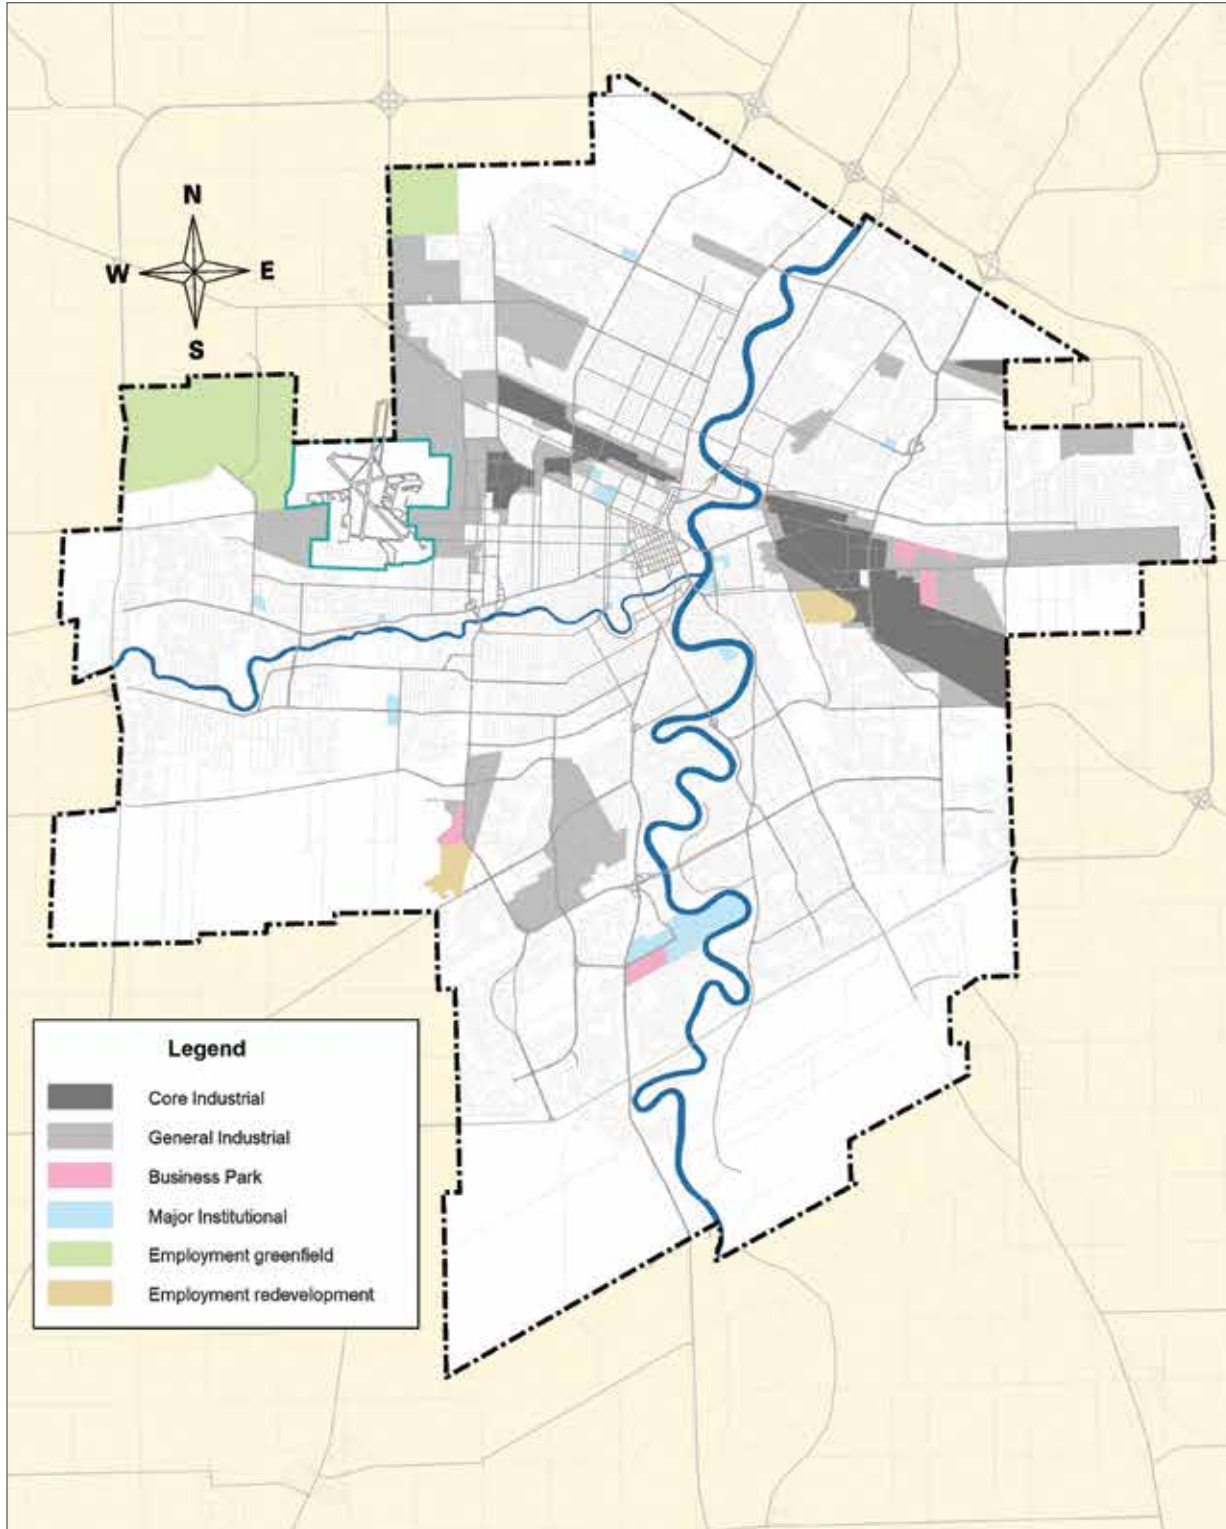 N
W E
S
Legend
Core Industrial
General Industrial
Business Park
Major Institutional
Employment greenfield
Employment redevelopment